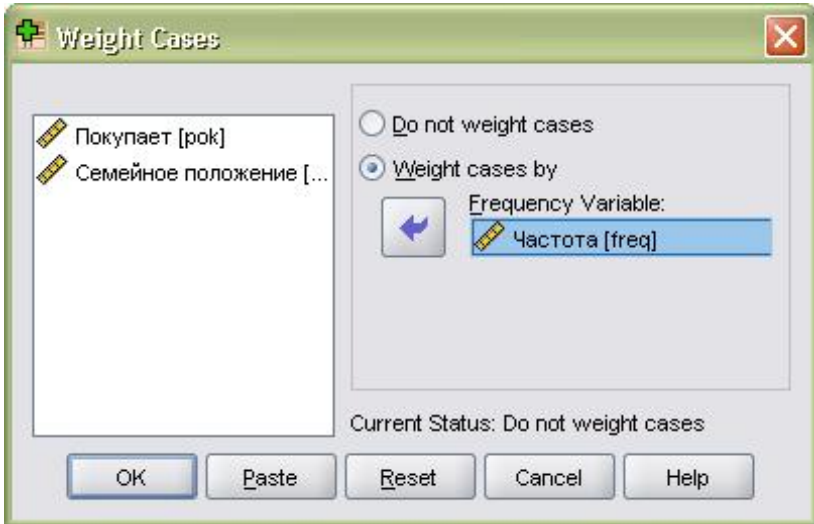 Weight Cases
Покупает [pok]
Семейное положение [...
Do not weight cases
Weight cases by
Frequency Variable:
Частота [freq]
Current Status: Do not weight cases
OK
Paste
Reset
Cancel
Help